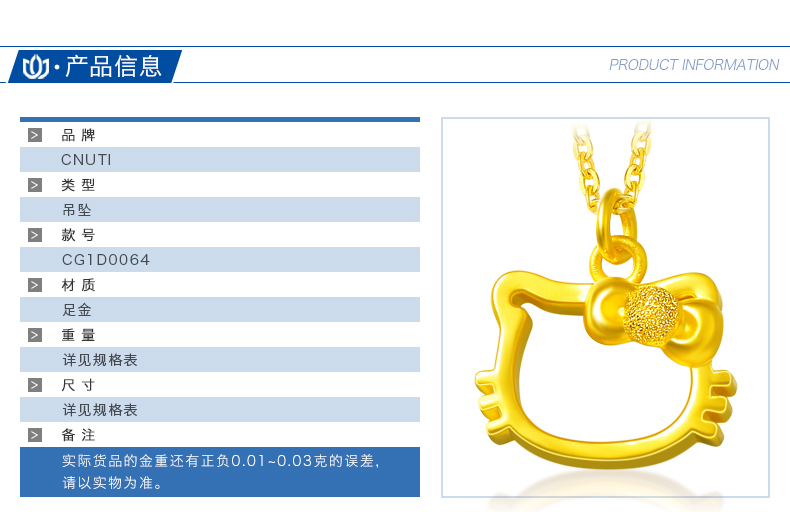 ·产品信息
PRODUCT INFORMATION
> 品 牌
CNUTI
> 类 型
吊坠
> 款 号
CG1D0064
> 材 质
足金
> 重 量
详见规格表
> 尺 寸
详见规格表
> 备 注
实际货品的金重还有正负0.01~0.03克的误差,
请以实物为准。